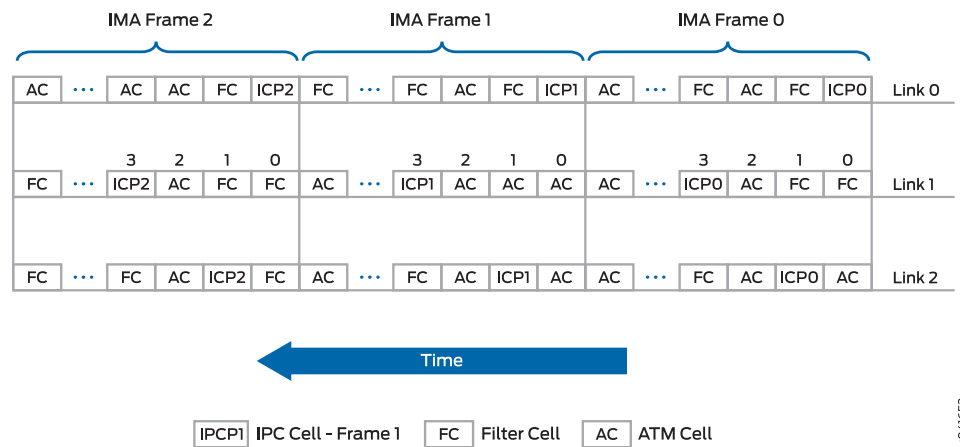 IMA Frame 2 IMA Frame 1 IMA Frame 0
AC ... AC AC FC ICP2 FC ... FC AC FC ICP1 AC ... FC AC FC ICP0 Link 0
3 2 1 0 3 2 1 0 3 2 1 0
FC ... ICP2 AC FC FC AC ... ICP1 AC AC AC AC ... ICP0 AC FC FC Link 1
FC ... FC AC ICP2 FC AC ... FC AC ICP1 AC AC ... FC AC ICP0 AC Link 2
Time
IPCP1 IPC Cell - Frame 1 FC Filter Cell AC ATM Cell